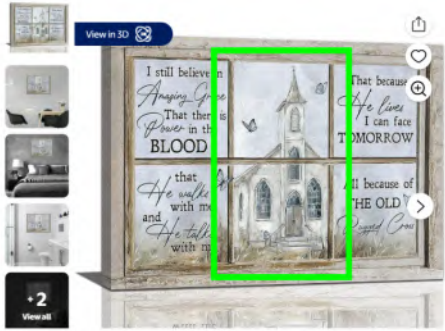 View in 3D
I still believe in
Amazing Grace
That there is
Power in the
BLOOD
That because
He lives
I can face
TOMORROW
that
He walks
with me
and
He talks
with me
All because of
THE OLD
Rugged Cross
+2
View all